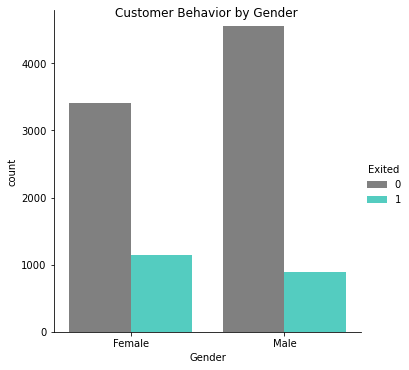 Customer Behavior by Gender
4000
3000
2000
1000
0
count
Female
Male
Gender
Exited
0
1